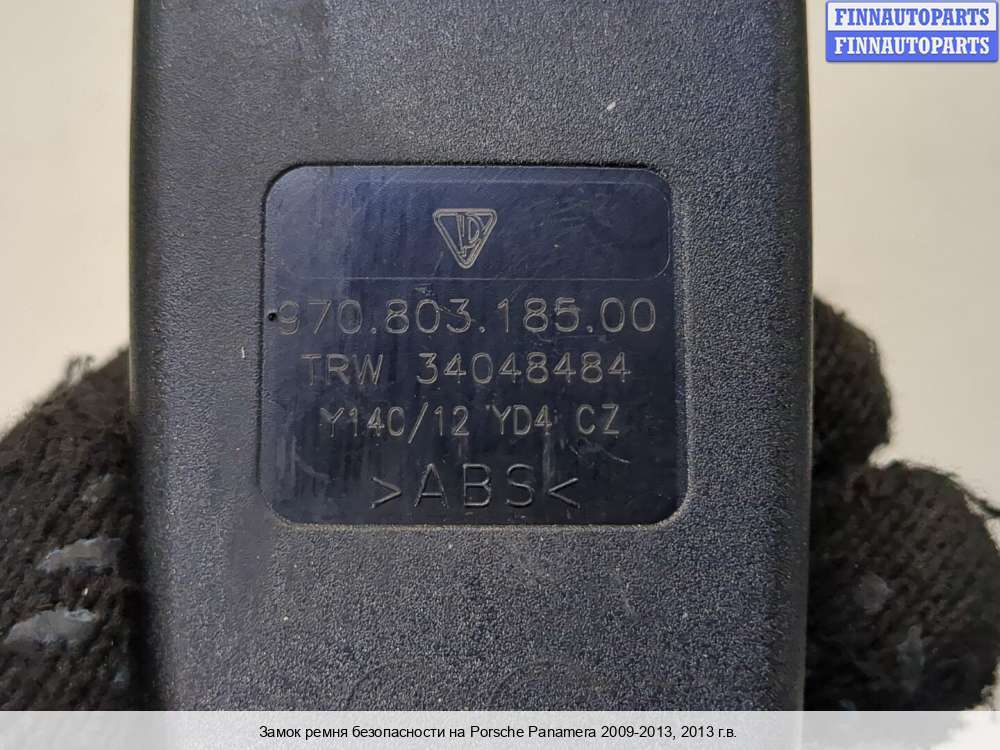 FINNAUTOPARTS
FINNAUTOPARTS
970.803.185.00
TRW 34048484
Y140/12 YD4 CZ
>ABS<
Замок ремня безопасности на Porsche Panamera 2009-2013, 2013 г.в.